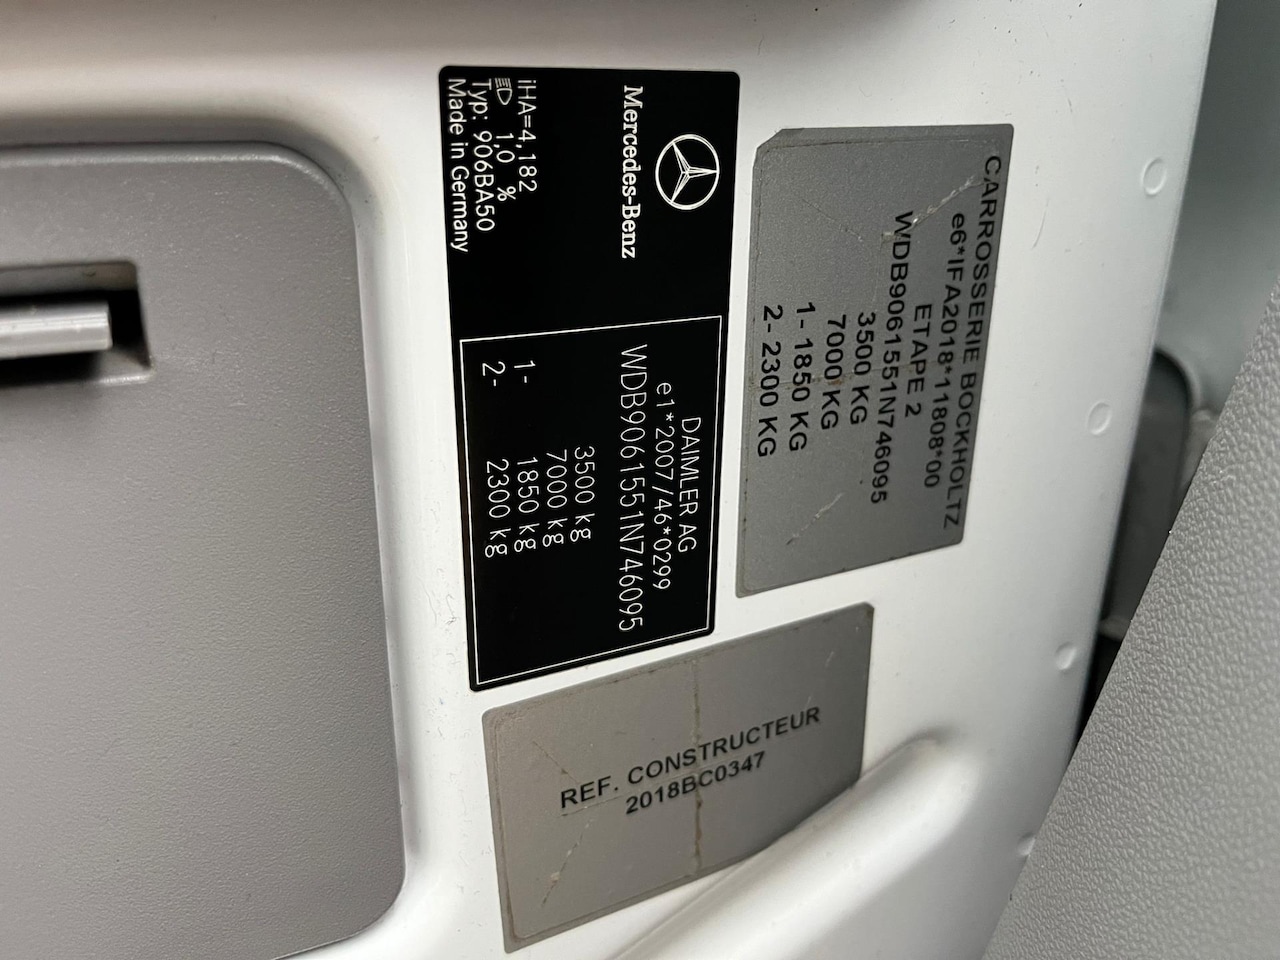 Mercedes-Benz
iHA=4,182
1,0 %
Typ: 906BA50
Made in Germany
DAIMLER AG
e1*2007/46*0299
WDB9061551N746095
3500 kg
7000 kg
1- 1850 kg
2- 2300 kg
CARROSSERIE BOCKHOLTZ
e6*IFA2018*11808*00
ETAPE 2
WDB9061551N746095
3500 KG
7000 KG
1- 1850 KG
2- 2300 KG
REF. CONSTRUCTEUR
2018BC0347